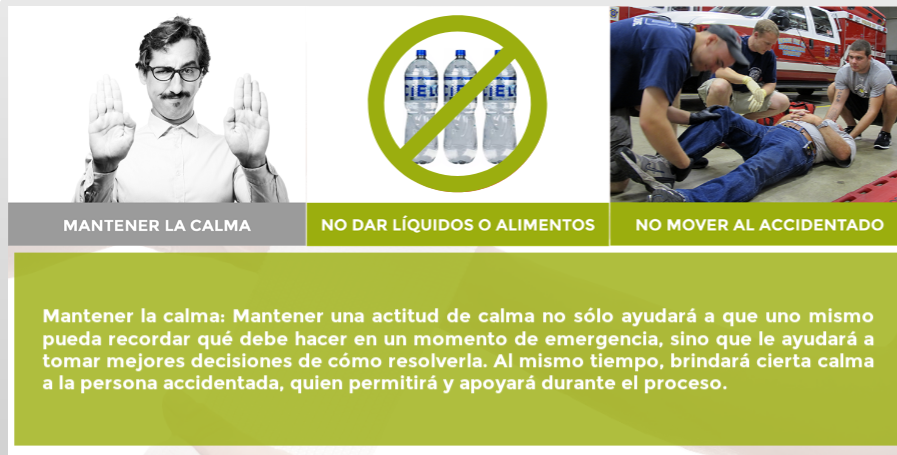 CIELO
MANTENER LA CALMA
NO DAR LÍQUIDOS O ALIMENTOS
NO MOVER AL ACCIDENTADO
Mantener la calma: Mantener una actitud de calma no sólo ayudará a que uno mismo
pueda recordar qué debe hacer en un momento de emergencia, sino que le ayudará a
tomar mejores decisiones de cómo resolverla. Al mismo tiempo, brindará cierta calma
a la persona accidentada, quien permitirá y apoyará durante el proceso.